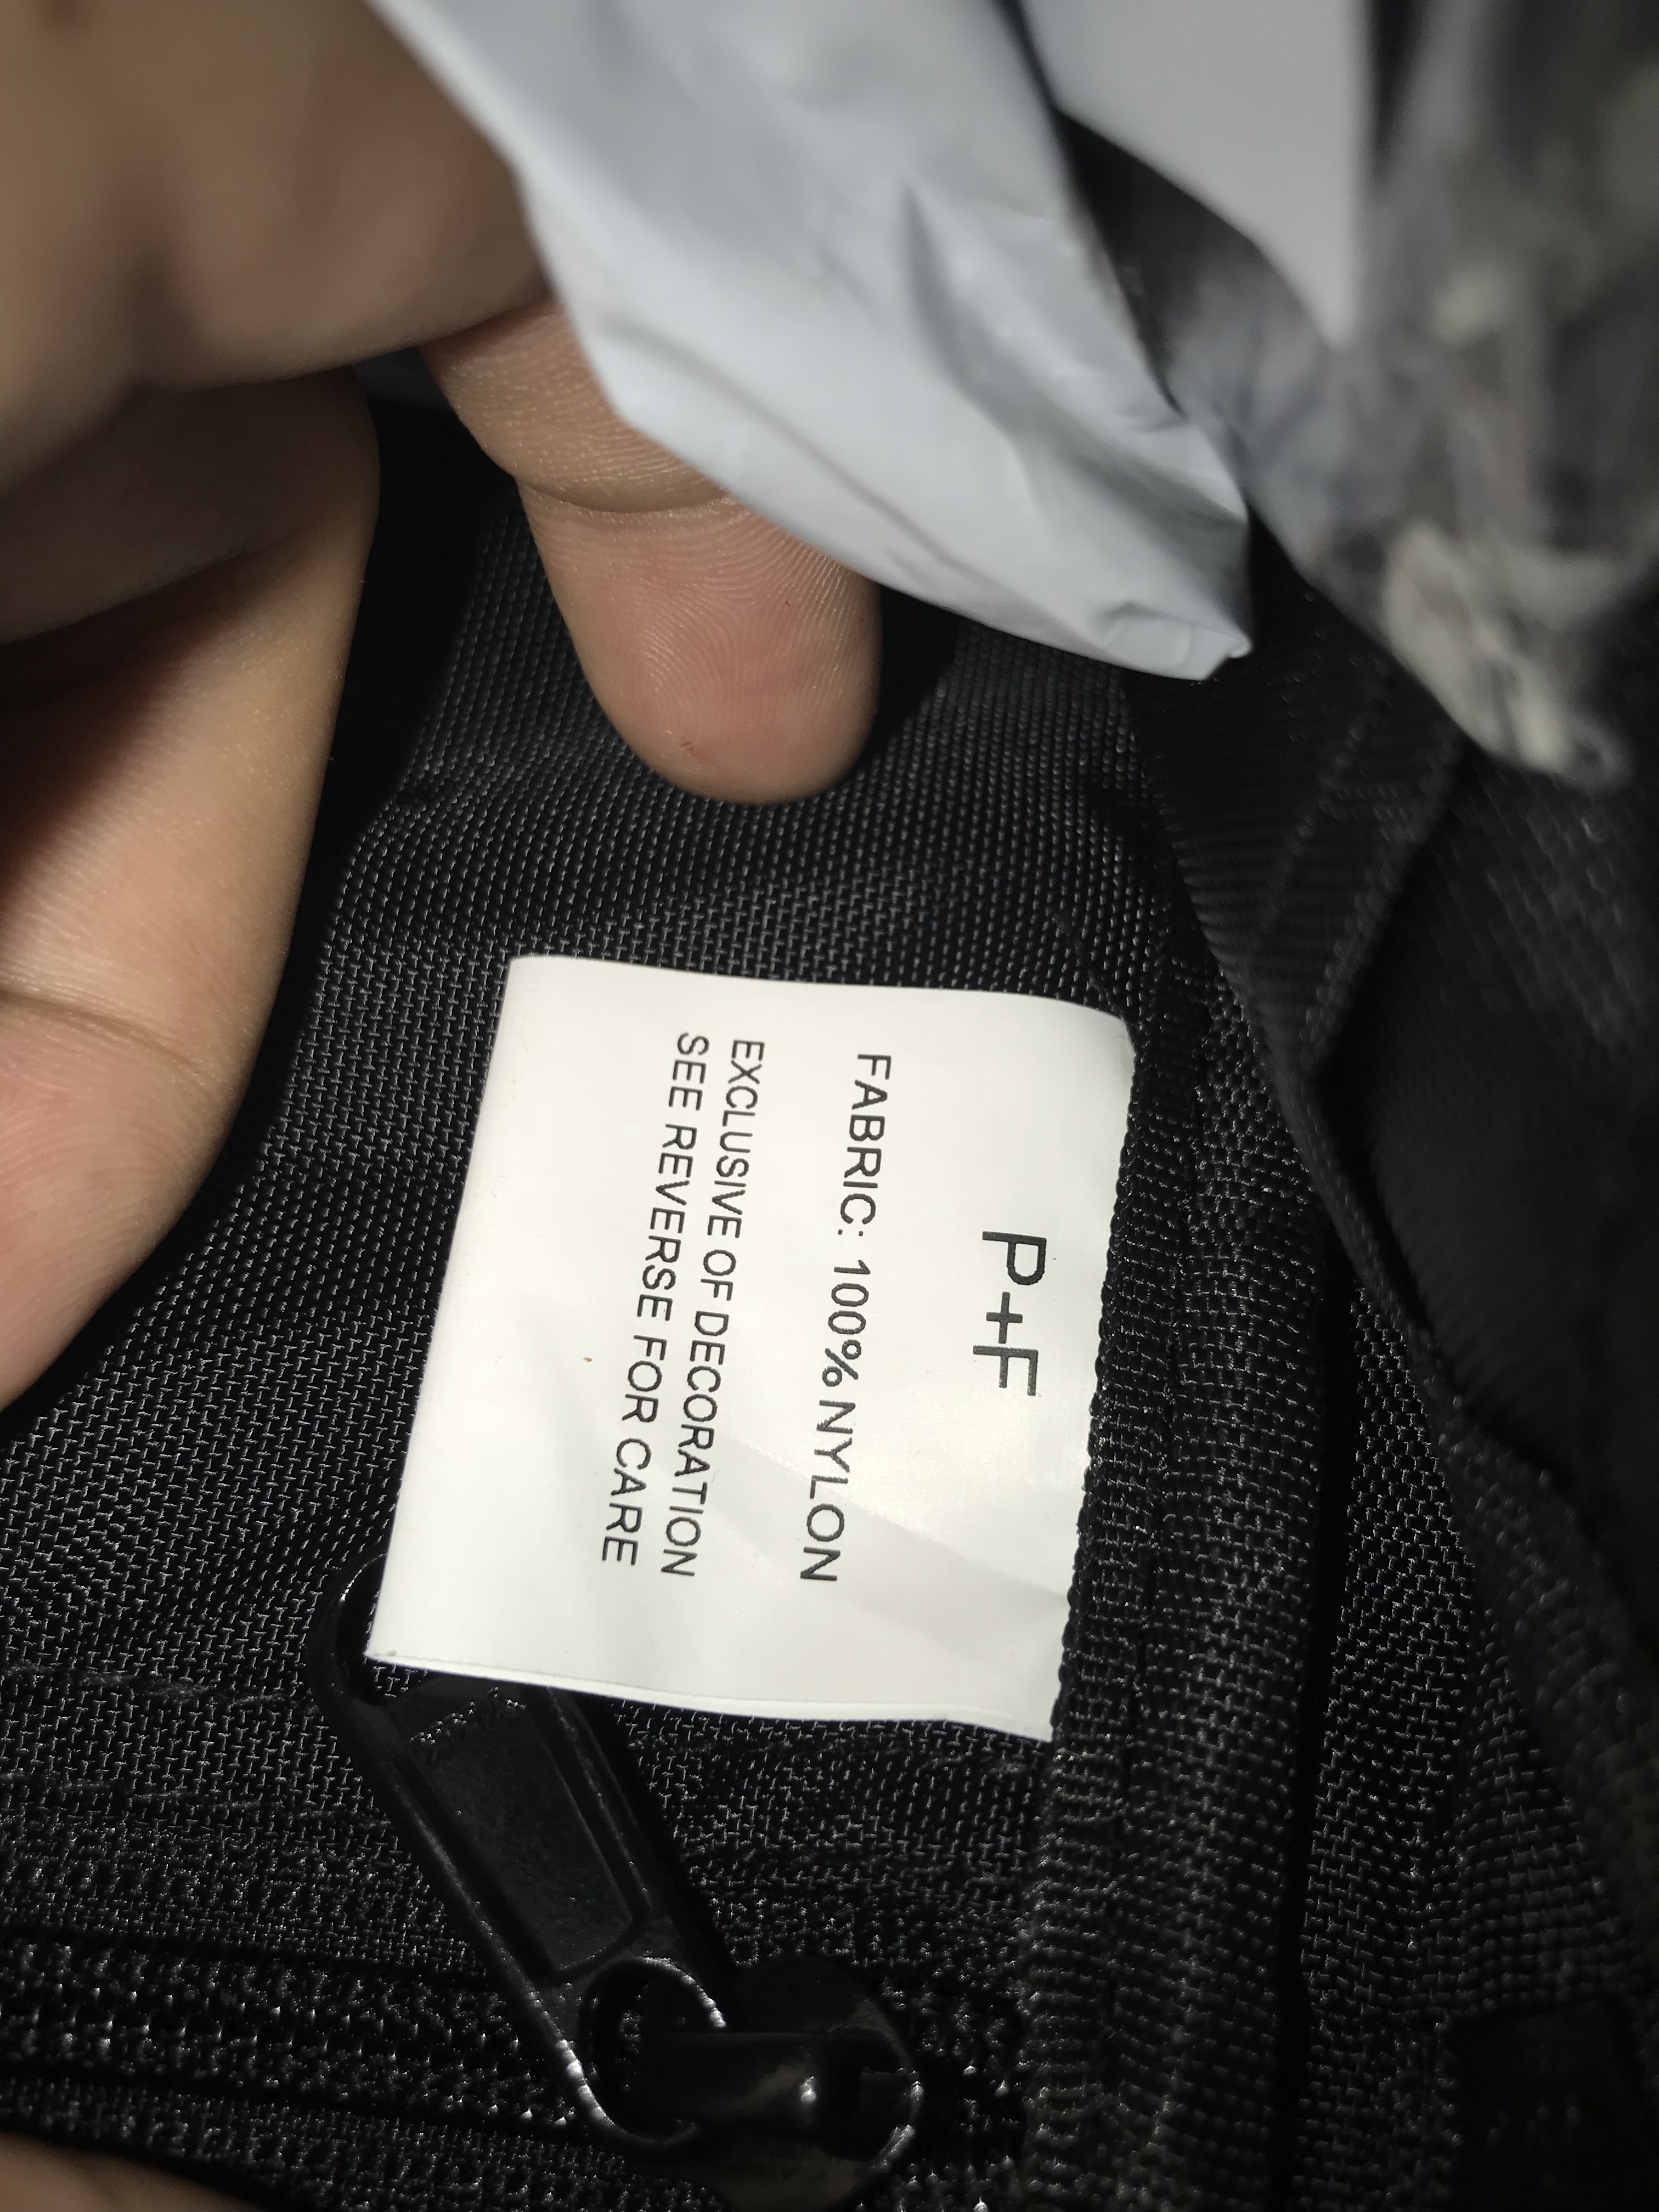 P+F
FABRIC: 100% NYLON
EXCLUSIVE OF DECORATION
SEE REVERSE FOR CARE